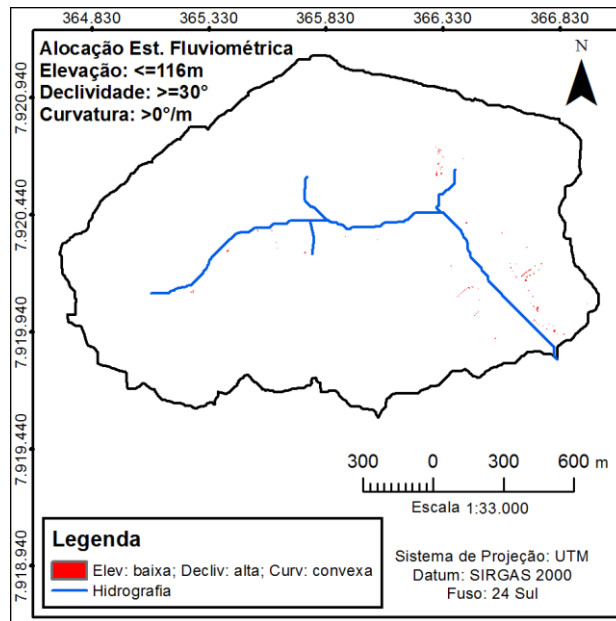 364.830 365.330 365.830 366.330 366.830
Alocação Est. Fluviométrica
Elevação: <=116m
Declividade: >=30°
Curvatura: >0°/m
N
7.920.940
7.920.440
7.919.940
7.919.440
7.918.940
300 0 300 600 m
Escala 1:33.000
Legenda
Elev: baixa; Decliv: alta; Curv: convexa
Hidrografia
Sistema de Projeção: UTM
Datum: SIRGAS 2000
Fuso: 24 Sul